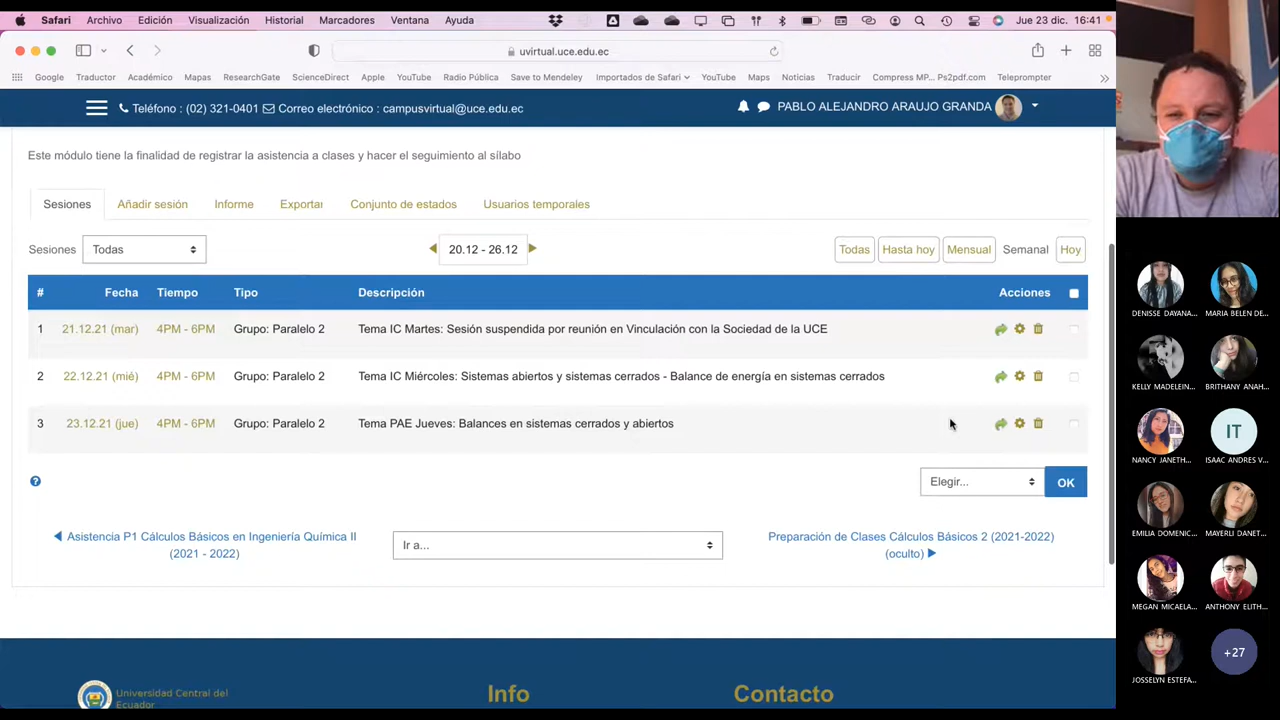 Safari Archivo Edición Visualización Historial Marcadores Ventana Ayuda Jue 23 dic. 16:41
uvirtual.uce.edu.ec
Google Traductor Académico Mapas ResearchGate ScienceDirect Apple YouTube Radio Pública Save to Mendeley Importados de Safari YouTube Maps Noticias Traducir Compress MP... Ps2pdf.com Teleprompter
Teléfono : (02) 321-0401 Correo electrónico : campusvirtual@uce.edu.ec PABLO ALEJANDRO ARAUJO GRANDA
Este módulo tiene la finalidad de registrar la asistencia a clases y hacer el seguimiento al sílabo
Sesiones Añadir sesión Informe Exportar Conjunto de estados Usuarios temporales
Sesiones Todas 20.12 - 26.12 Todas Hasta hoy Mensual Semanal Hoy
# Fecha Tiempo Tipo Descripción Acciones
1 21.12.21 (mar) 4PM - 6PM Grupo: Paralelo 2 Tema IC Martes: Sesión suspendida por reunión en Vinculación con la Sociedad de la UCE
2 22.12.21 (mié) 4PM - 6PM Grupo: Paralelo 2 Tema IC Miércoles: Sistemas abiertos y sistemas cerrados - Balance de energía en sistemas cerrados
3 23.12.21 (jue) 4PM - 6PM Grupo: Paralelo 2 Tema PAE Jueves: Balances en sistemas cerrados y abiertos
Elegir... OK
Asistencia P1 Cálculos Básicos en Ingeniería Química II
(2021 - 2022)
Ir a...
Preparación de Clases Cálculos Básicos 2 (2021-2022)
(oculto)
Universidad Central del
Ecuador
Info
Contacto
DENISSE DAYANA... MARIA BELEN DE...
KELLY MADELEIN... BRITHANY ANAH...
IT
NANCY JANETH... ISAAC ANDRES V...
EMILIA DOMENIC... MAYERLI DANET...
MEGAN MICAELA... ANTHONY ELITH...
+27
JOSSELYN ESTEFA...